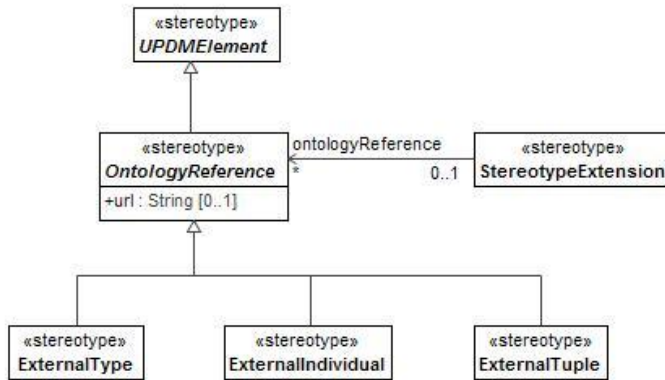 «stereotype»
UPDMElement
«stereotype»
OntologyReference
+url : String [0..1]
ontologyReference
*
0..1
«stereotype»
StereotypeExtension
«stereotype»
ExternalType
«stereotype»
ExternalIndividual
«stereotype»
ExternalTuple